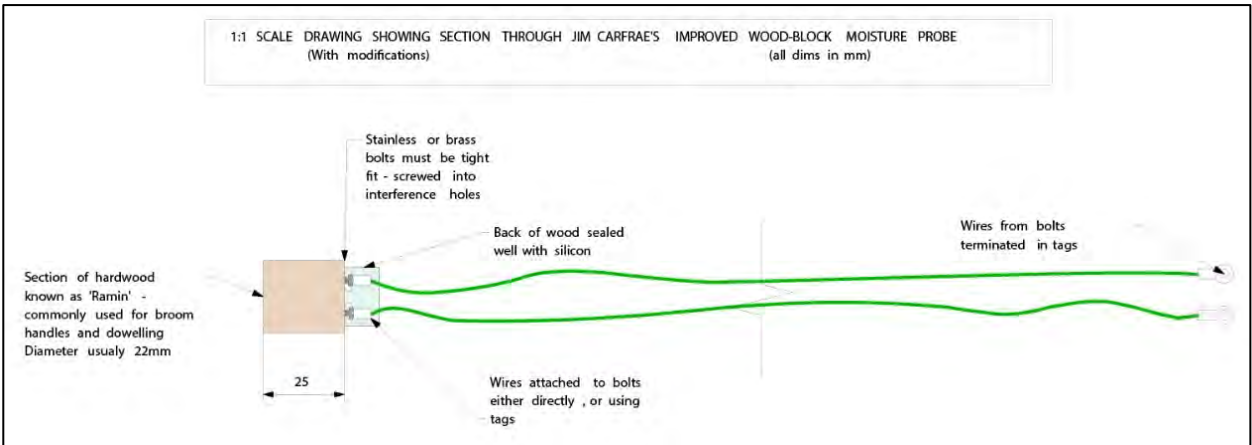 1:1 SCALE DRAWING SHOWING SECTION THROUGH JIM CARFRAE'S IMPROVED WOOD-BLOCK MOISTURE PROBE
(With modifications) (all dims in mm)
Stainless or brass
bolts must be tight
fit - screwed into
interference holes
Back of wood sealed
well with silicon
Wires from bolts
terminated in tags
Section of hardwood
known as 'Ramin' -
commonly used for broom
handles and dowelling
Diameter usualy 22mm
25
Wires attached to bolts
either directly , or using
tags